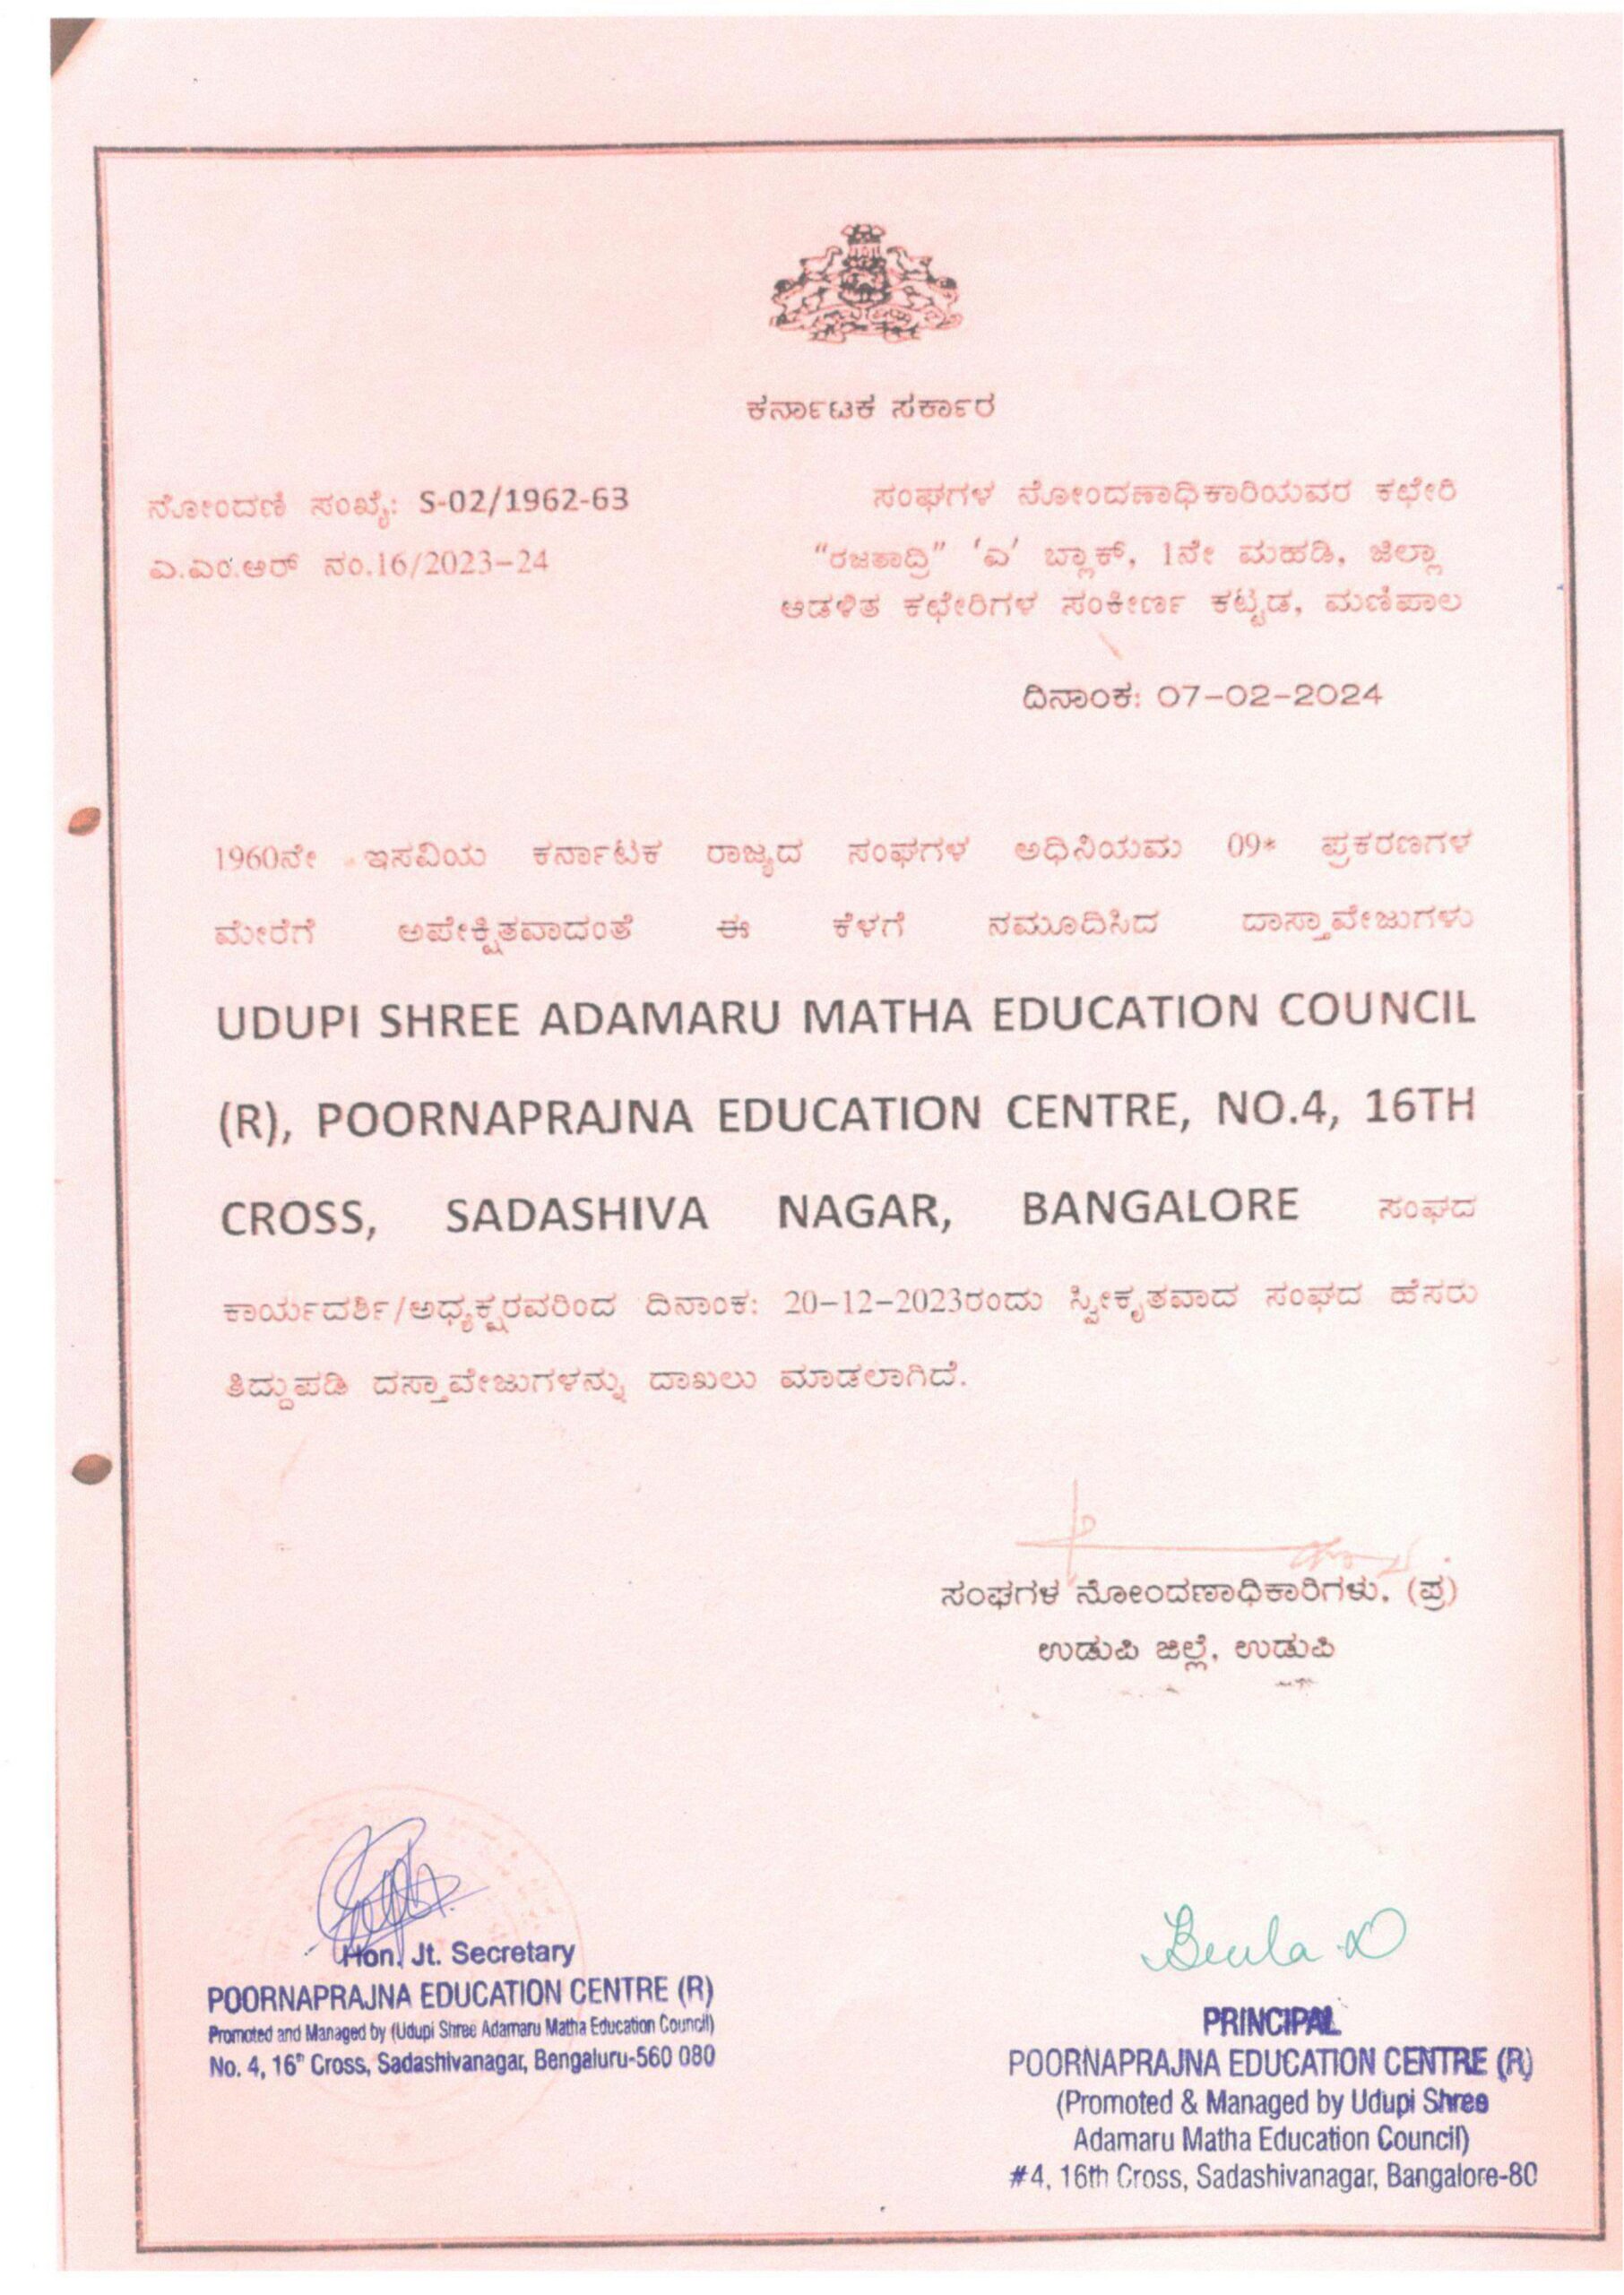 ಕರ್ನಾಟಕ ಸರ್ಕಾರ
ನೋಂದಣಿ ಸಂಖ್ಯೆ: S-02/1962-63
ಎ.ಎಂ.ಆರ್ ನಂ.16/2023-24
ಸಂಘಗಳ ನೋಂದಣಾಧಿಕಾರಿಯವರ ಕಛೇರಿ
“ರಜತಾದ್ರಿ” ‘ಎ’ ಬ್ಲಾಕ್, 1ನೇ ಮಹಡಿ, ಜಿಲ್ಲಾ
ಆಡಳಿತ ಕಛೇರಿಗಳ ಸಂಕೀರ್ಣ ಕಟ್ಟಡ, ಮಣಿಪಾಲ
ದಿನಾಂಕ: 07-02-2024
1960ನೇ ಇಸವಿಯ ಕರ್ನಾಟಕ ರಾಜ್ಯದ ಸಂಘಗಳ ಅಧಿನಿಯಮ 09* ಪ್ರಕರಣಗಳ
ಮೇರೆಗೆ ಅಪೇಕ್ಷಿತವಾದಂತೆ ಈ ಕೆಳಗೆ ನಮೂದಿಸಿದ ದಾಸ್ತಾವೇಜುಗಳು
UDUPI SHREE ADAMARU MATHA EDUCATION COUNCIL
(R), POORNAPRAJNA EDUCATION CENTRE, NO.4, 16TH
CROSS, SADASHIVA NAGAR, BANGALORE ಸಂಘದ
ಕಾರ್ಯದರ್ಶಿ/ಅಧ್ಯಕ್ಷರವರಿಂದ ದಿನಾಂಕ: 20-12-2023ರಂದು ಸ್ವೀಕೃತವಾದ ಸಂಘದ ಹೆಸರು
ತಿದ್ದುಪಡಿ ದಸ್ತಾವೇಜುಗಳನ್ನು ದಾಖಲು ಮಾಡಲಾಗಿದೆ.
ಸಂಘಗಳ ನೋಂದಣಾಧಿಕಾರಿಗಳು, (ಪ್ರ)
ಉಡುಪಿ ಜಿಲ್ಲೆ, ಉಡುಪಿ
Hon. Jt. Secretary
POORNAPRAJNA EDUCATION CENTRE (R)
Promoted and Managed by (Udupi Shree Adamaru Matha Education Council)
No. 4, 16th Cross, Sadashivanagar, Bengaluru-560 080
Beula D
PRINCIPAL
POORNAPRAJNA EDUCATION CENTRE (R)
(Promoted & Managed by Udupi Shree
Adamaru Matha Education Council)
#4, 16th Cross, Sadashivanagar, Bangalore-80